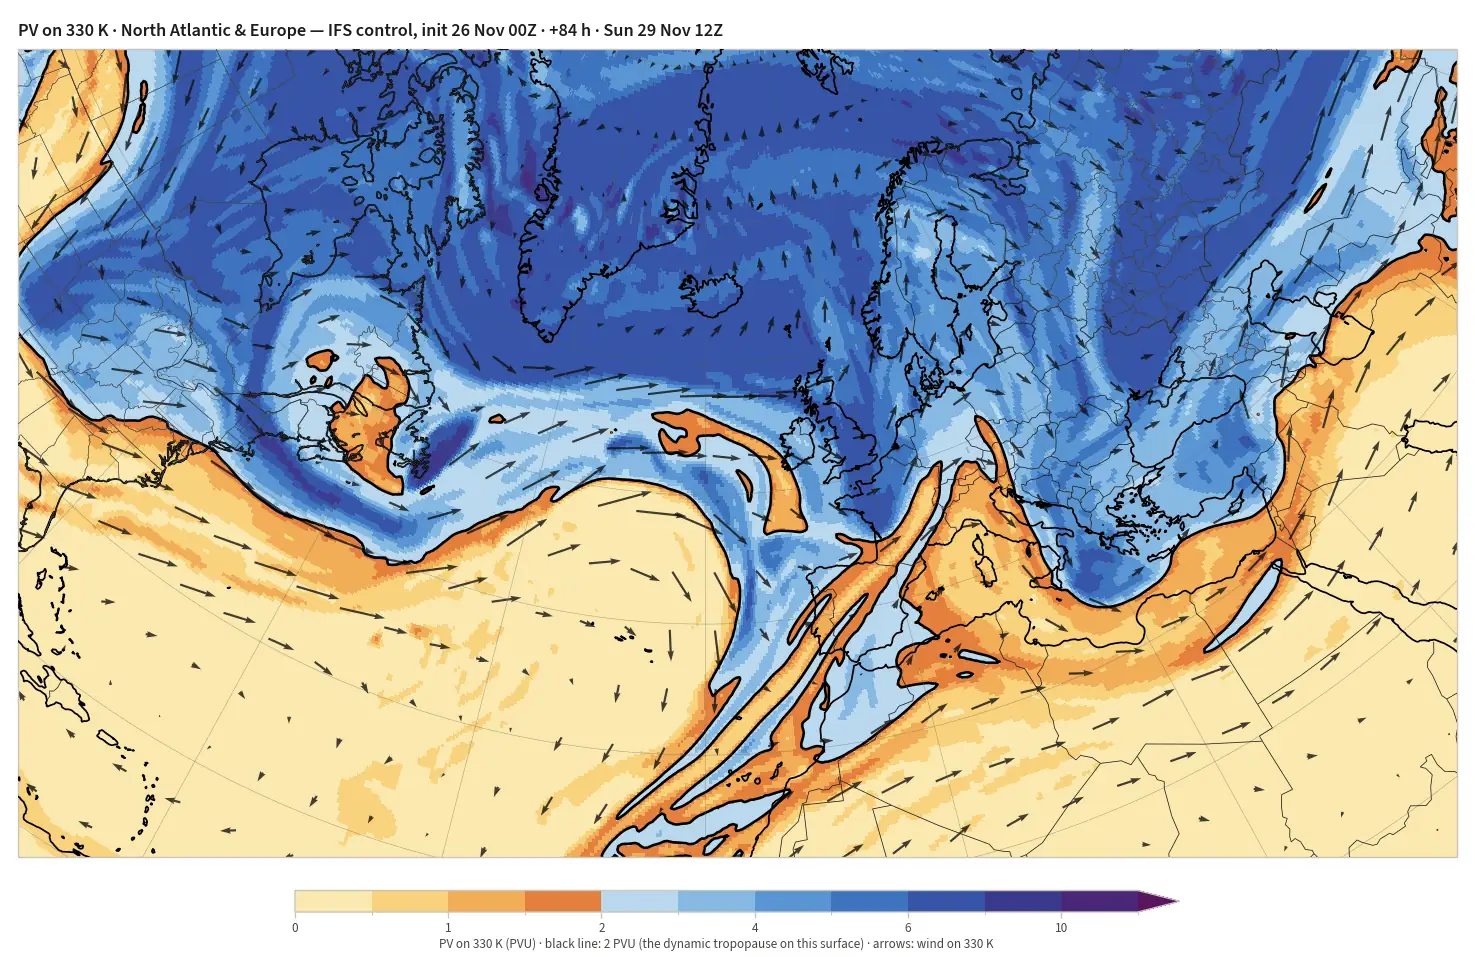 PV on 330 K · North Atlantic & Europe — IFS control, init 26 Nov 00Z · +84 h · Sun 29 Nov 12Z
0 1 2 4 6 10
PV on 330 K (PVU) · black line: 2 PVU (the dynamic tropopause on this surface) · arrows: wind on 330 K